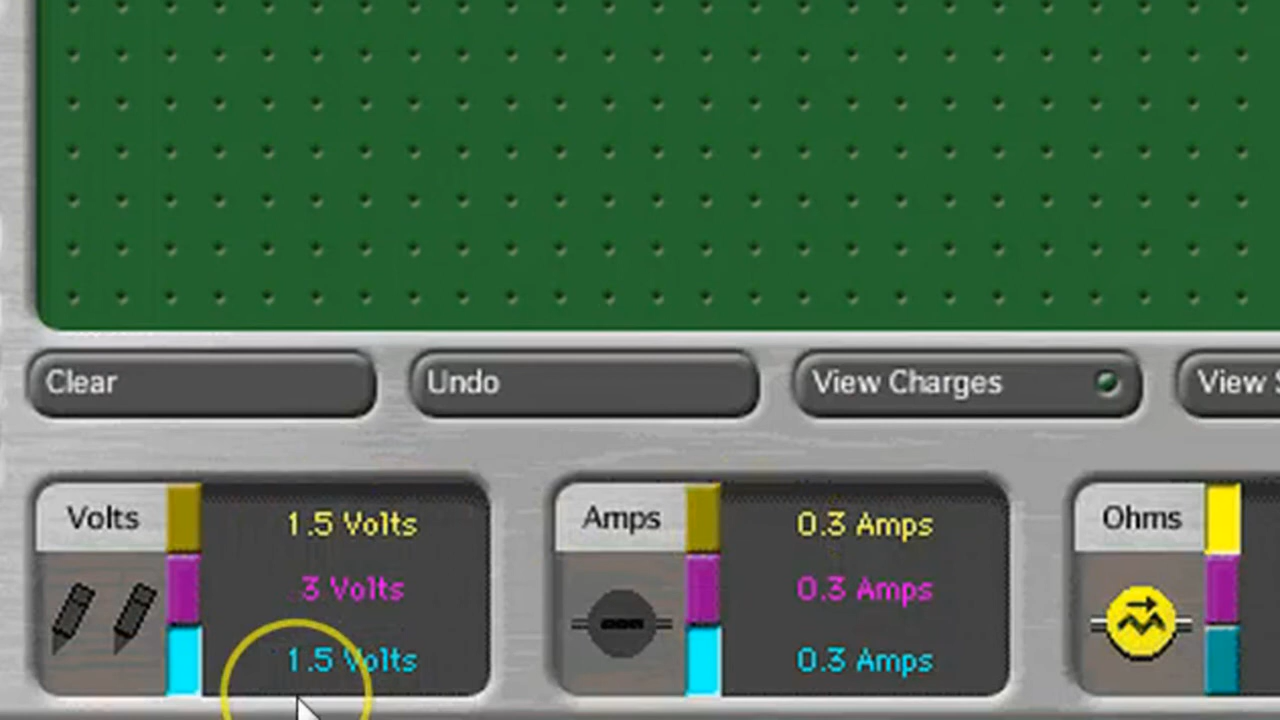 Clear
Undo
View Charges
View
Volts
1.5 Volts
3 Volts
1.5 Volts
Amps
0.3 Amps
0.3 Amps
0.3 Amps
Ohms